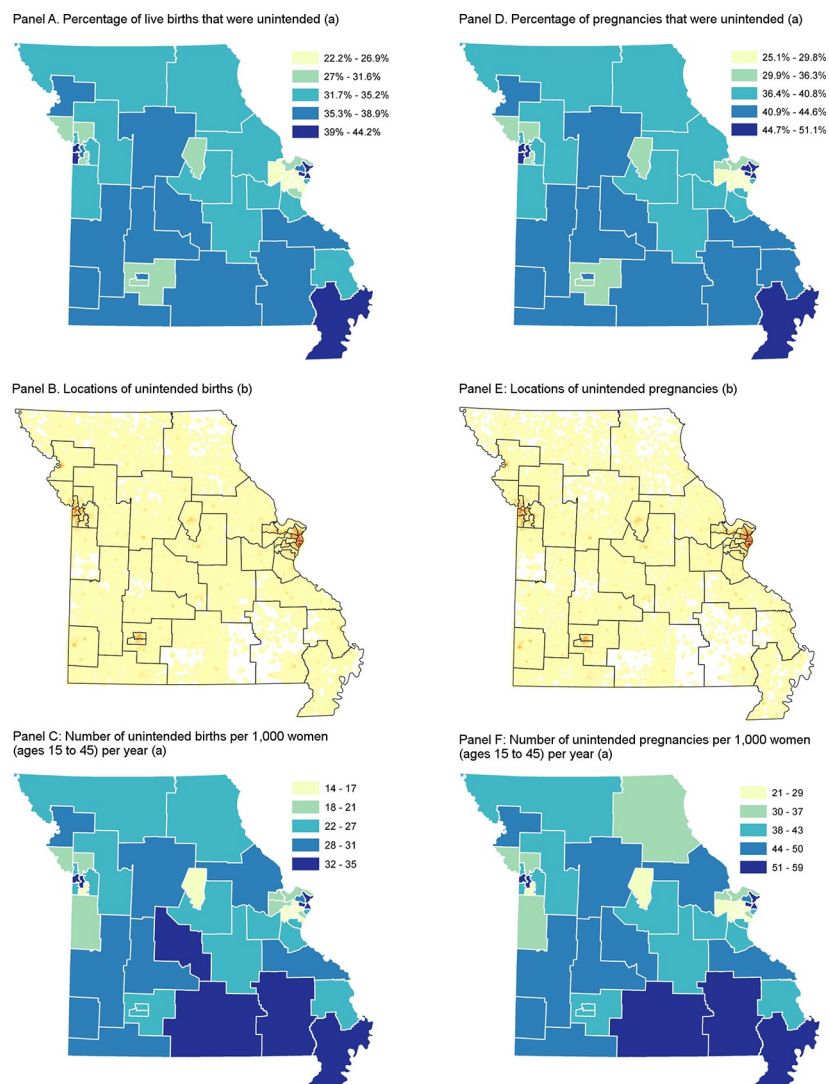 Panel A. Percentage of live births that were unintended (a)
22.2% - 26.9%
27% - 31.6%
31.7% - 35.2%
35.3% - 38.9%
39% - 44.2%
Panel D. Percentage of pregnancies that were unintended (a)
25.1% - 29.8%
29.9% - 36.3%
36.4% - 40.8%
40.9% - 44.6%
44.7% - 51.1%
Panel B. Locations of unintended births (b)
Panel E: Locations of unintended pregnancies (b)
Panel C: Number of unintended births per 1,000 women
(ages 15 to 45) per year (a)
14 - 17
18 - 21
22 - 27
28 - 31
32 - 35
Panel F: Number of unintended pregnancies per 1,000 women
(ages 15 to 45) per year (a)
21 - 29
30 - 37
38 - 43
44 - 50
51 - 59